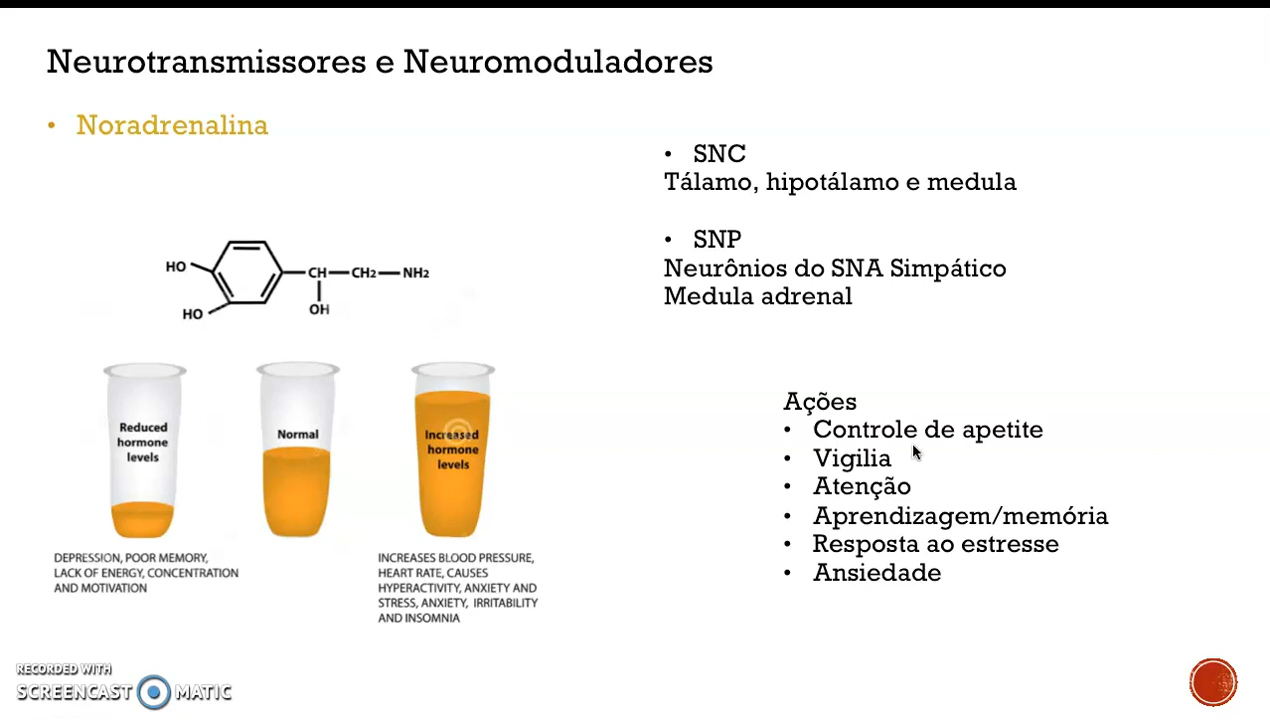 Neurotransmissores e Neuromoduladores
• Noradrenalina
• SNC
Tálamo, hipotálamo e medula
• SNP
Neurônios do SNA Simpático
Medula adrenal
HO
HO
CH—CH2—NH2
OH
Reduced
hormone
levels
Normal
Increased
hormone
levels
DEPRESSION, POOR MEMORY,
LACK OF ENERGY, CONCENTRATION
AND MOTIVATION
INCREASES BLOOD PRESSURE,
HEART RATE, CAUSES
HYPERACTIVITY, ANXIETY AND
STRESS, ANXIETY, IRRITABILITY
AND INSOMNIA
Ações
• Controle de apetite
• Vigilia
• Atenção
• Aprendizagem/memória
• Resposta ao estresse
• Ansiedade
RECORDED WITH
SCREENCAST MATIC